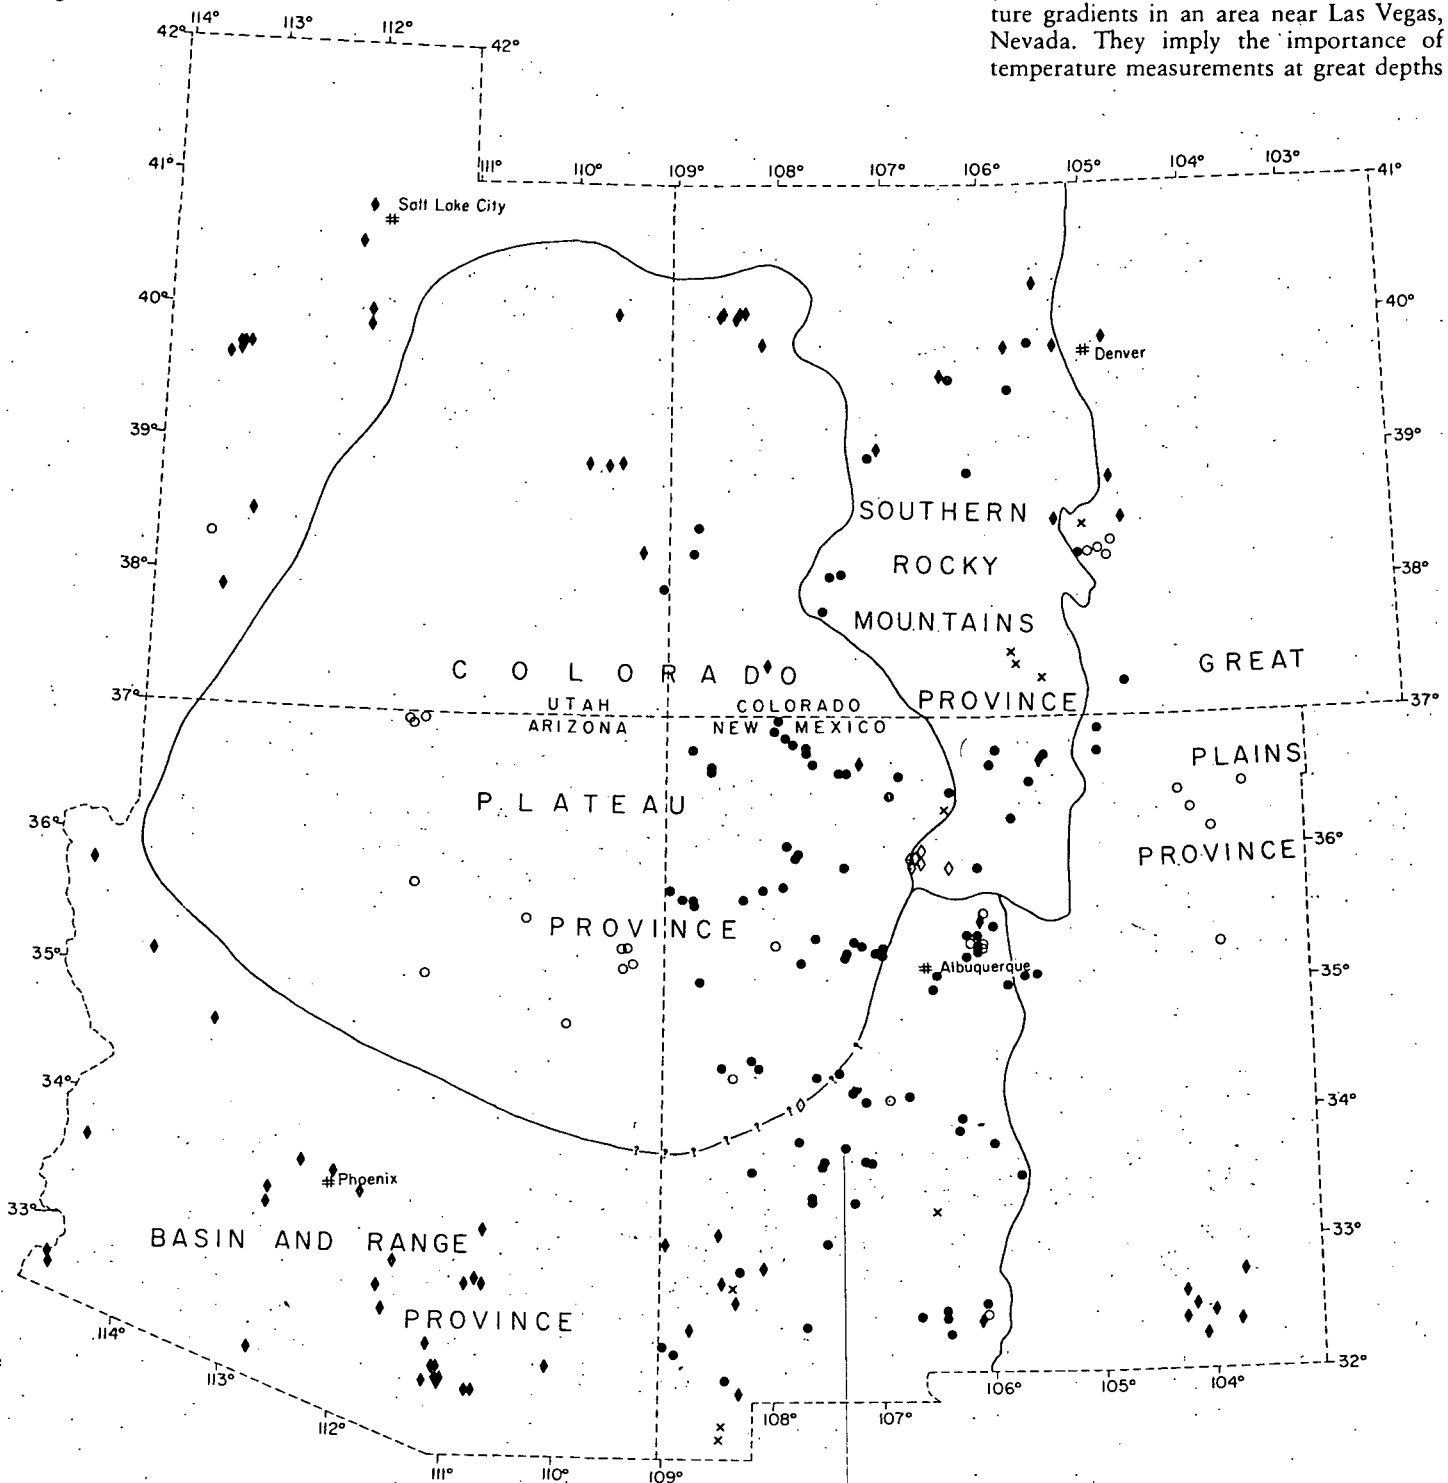 ture gradients in an area near Las Vegas,
Nevada. They imply the importance of
temperature measurements at great depths
114°
113°
112°
42°
42°
41°
111°
110°
109°
108°
107°
106°
105°
104°
103°
41°
Salt Lake City
40°
40°
Denver
39°
39°
SOUTHERN
38°
ROCKY
38°
MOUNTAINS
COLORADO
GREAT
37°
UTAH
COLORADO
PROVINCE
37°
ARIZONA
NEW MEXICO
PLAINS
PLATEAU
36°
36°
PROVINCE
PROVINCE
35°
Albuquerque
35°
34°
34°
? ? ? ? ? ? ? ?
Phoenix
33°
33°
BASIN AND RANGE
PROVINCE
114°
32°
113°
106°
105°
104°
112°
108°
107°
111°
110°
109°